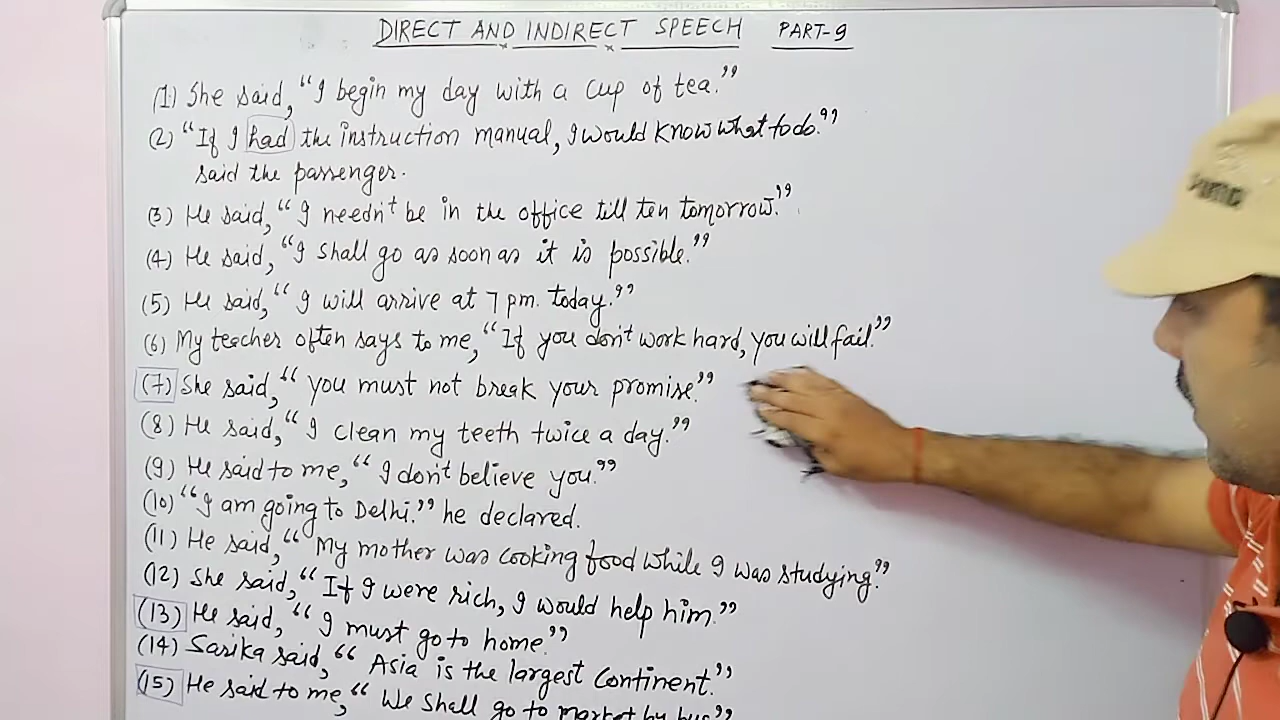 DIRECT AND INDIRECT SPEECH PART-9
(1) She said, “I begin my day with a cup of tea.”
(2) “If I had the instruction manual, I would know what to do.”
said the passenger.
(3) He said, “I needn't be in the office till ten tomorrow.”
(4) He said, “I shall go as soon as it is possible.”
(5) He said, “I will arrive at 7 pm. today.”
(6) My teacher often says to me, “If you don't work hard, you will fail.”
(7) She said, “you must not break your promise.”
(8) He said, “I clean my teeth twice a day.”
(9) He said to me, “I don't believe you.”
(10) “I am going to Delhi.” he declared.
(11) He said, “My mother was cooking food while I was studying.”
(12) She said, “If I were rich, I would help him.”
(13) He said, “I must go to home.”
(14) Sarika said, “Asia is the largest Continent.”
(15) He said to me, “We shall go to market by bus”